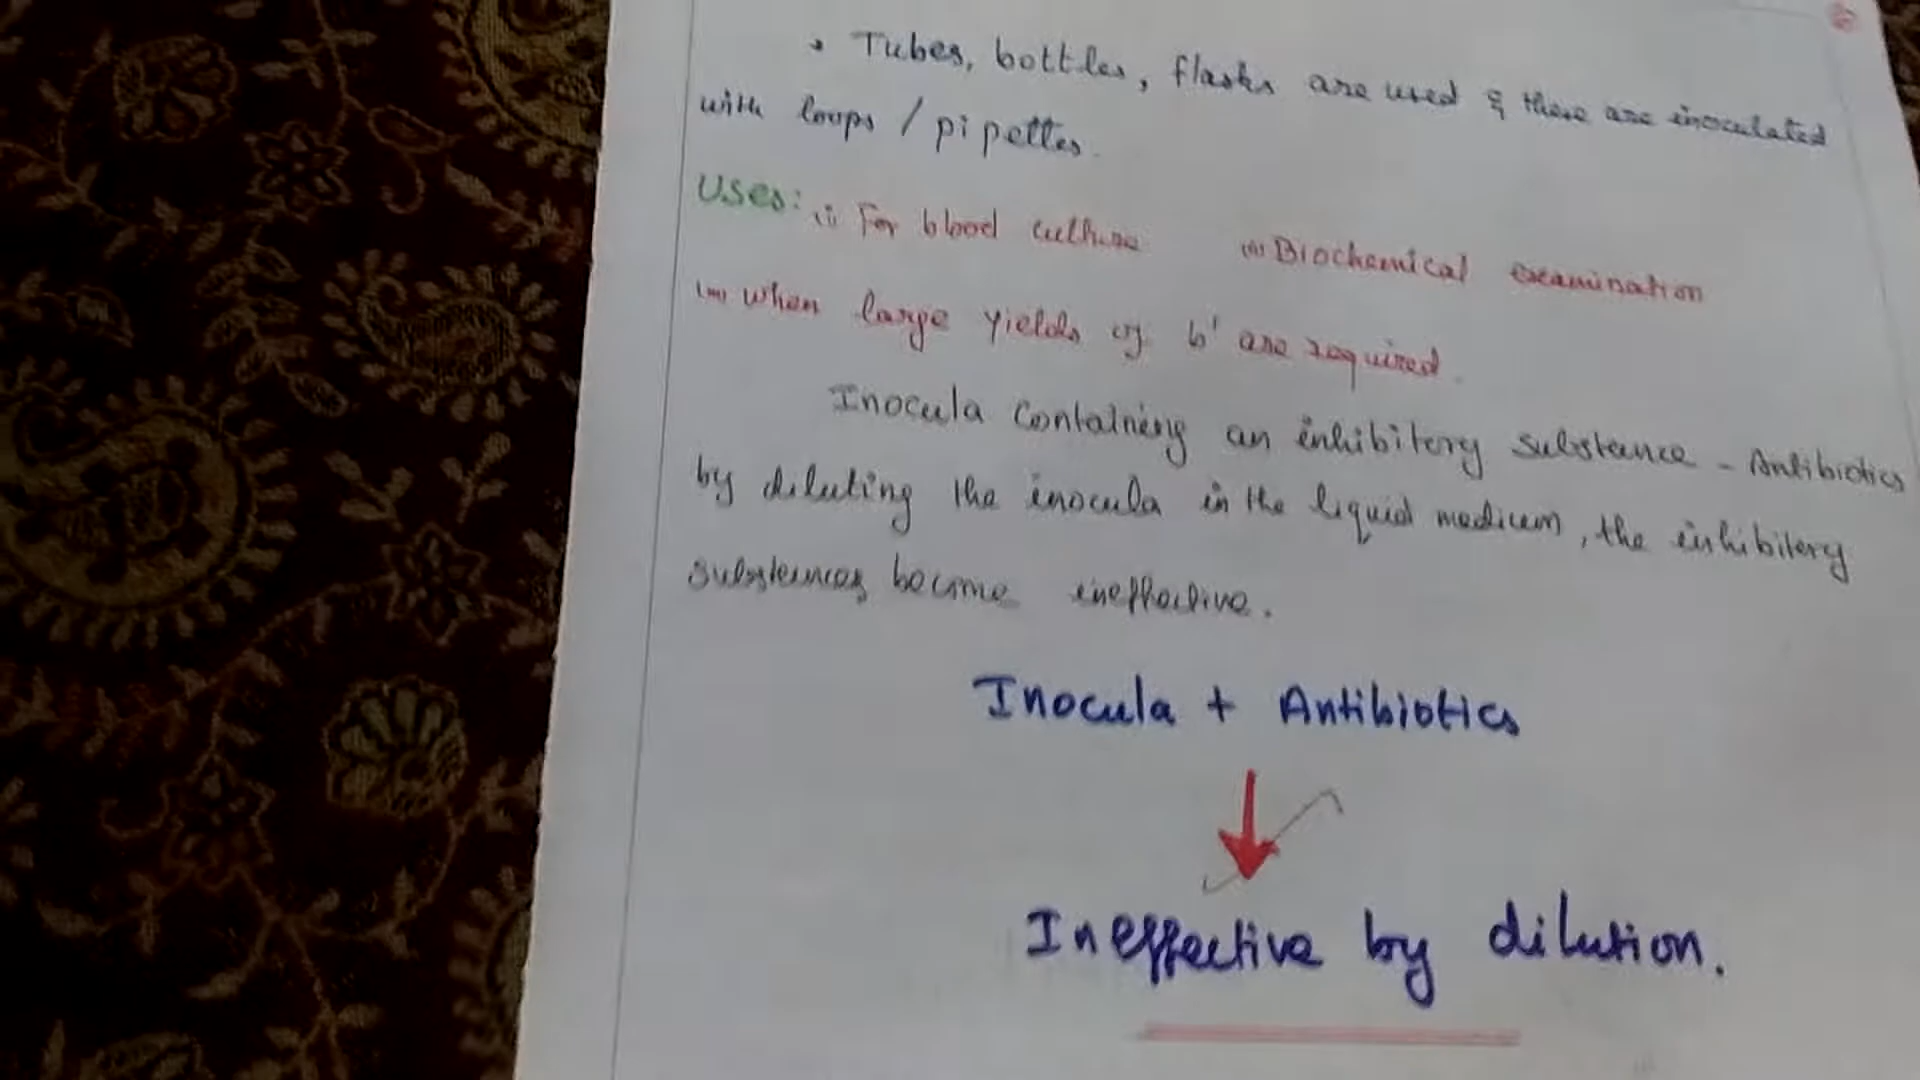 • Tubes, bottles, flasks are used & these are inoculated
with loops / pipettes.
Uses: (i) For blood culture (ii) Biochemical examination
(iii) When large yields of b' are required.
Inocula Containing an inhibitory substance - Antibiotics
by diluting the inocula in the liquid medium, the inhibitory
substances become ineffective.
Inocula + Antibiotics
Ineffective by dilution.